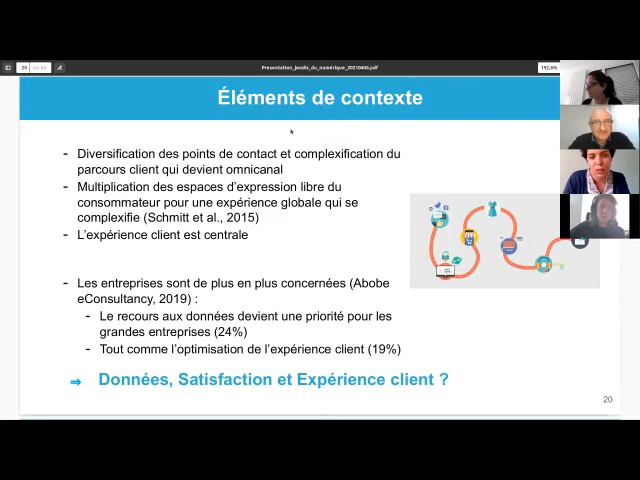 20
Presentation_jeudis_du_numérique_20210408.pdf
192,6%
Éléments de contexte
- Diversification des points de contact et complexification du
parcours client qui devient omnicanal
- Multiplication des espaces d'expression libre du
consommateur pour une expérience globale qui se
complexifie (Schmitt et al., 2015)
- L'expérience client est centrale
- Les entreprises sont de plus en plus concernées (Abobe
eConsultancy, 2019) :
- Le recours aux données devient une priorité pour les
grandes entreprises (24%)
- Tout comme l'optimisation de l'expérience client (19%)
⇒ Données, Satisfaction et Expérience client ?
20